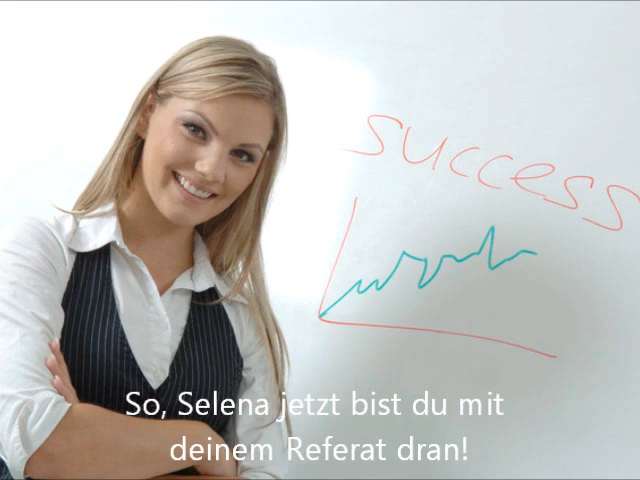 success
So, Selena jetzt bist du mit
deinem Referat dran!